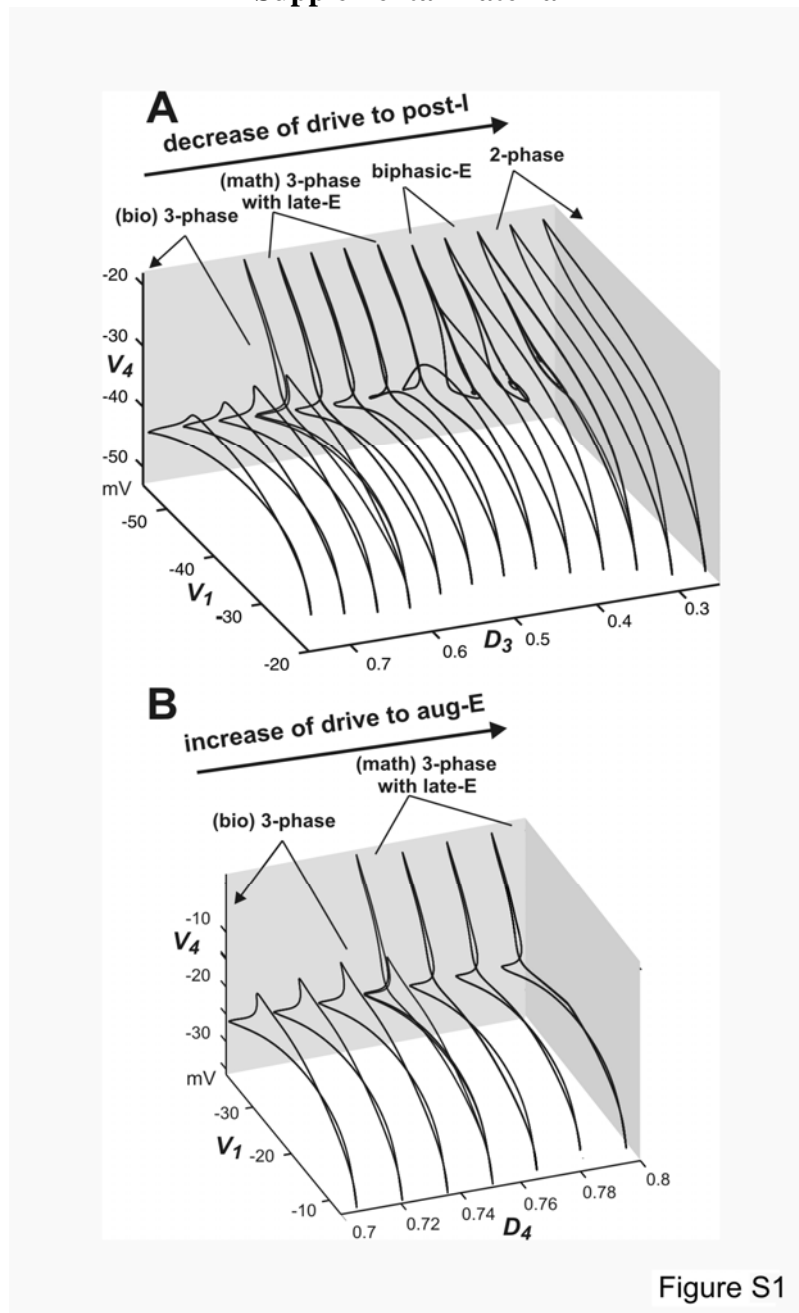 Supplemental Material
A
decrease of drive to post-I
2-phase
biphasic-E
(math) 3-phase
with late-E
(bio) 3-phase
-20
-30
V4
-40
-50
mV
-50
-40
V1
-30
-20
0.7
0.6
D3
0.5
0.4
0.3
B
increase of drive to aug-E
(math) 3-phase
with late-E
(bio) 3-phase
-10
V4
-20
-30
mV
-30
V1
-20
-10
0.7
0.72
0.74
D4
0.76
0.78
0.8
Figure S1